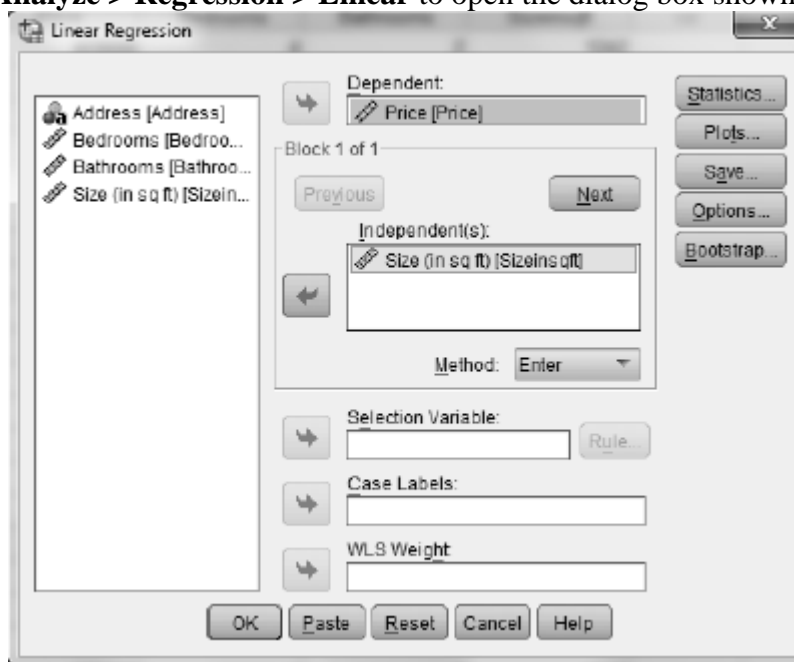 nalyze > Regression > Linear to open the dialog box shown
Linear Regression
Address [Address]
Bedrooms [Bedroo...
Bathrooms [Bathroo...
Size (in sq ft) [Sizein...
Dependent:
Price [Price]
Block 1 of 1
Previous
Next
Independent(s):
Size (in sq ft) [Sizeinsqft]
Method: Enter
Selection Variable:
Rule...
Case Labels:
WLS Weight:
Statistics...
Plots...
Save...
Options...
Bootstrap...
OK Paste Reset Cancel Help